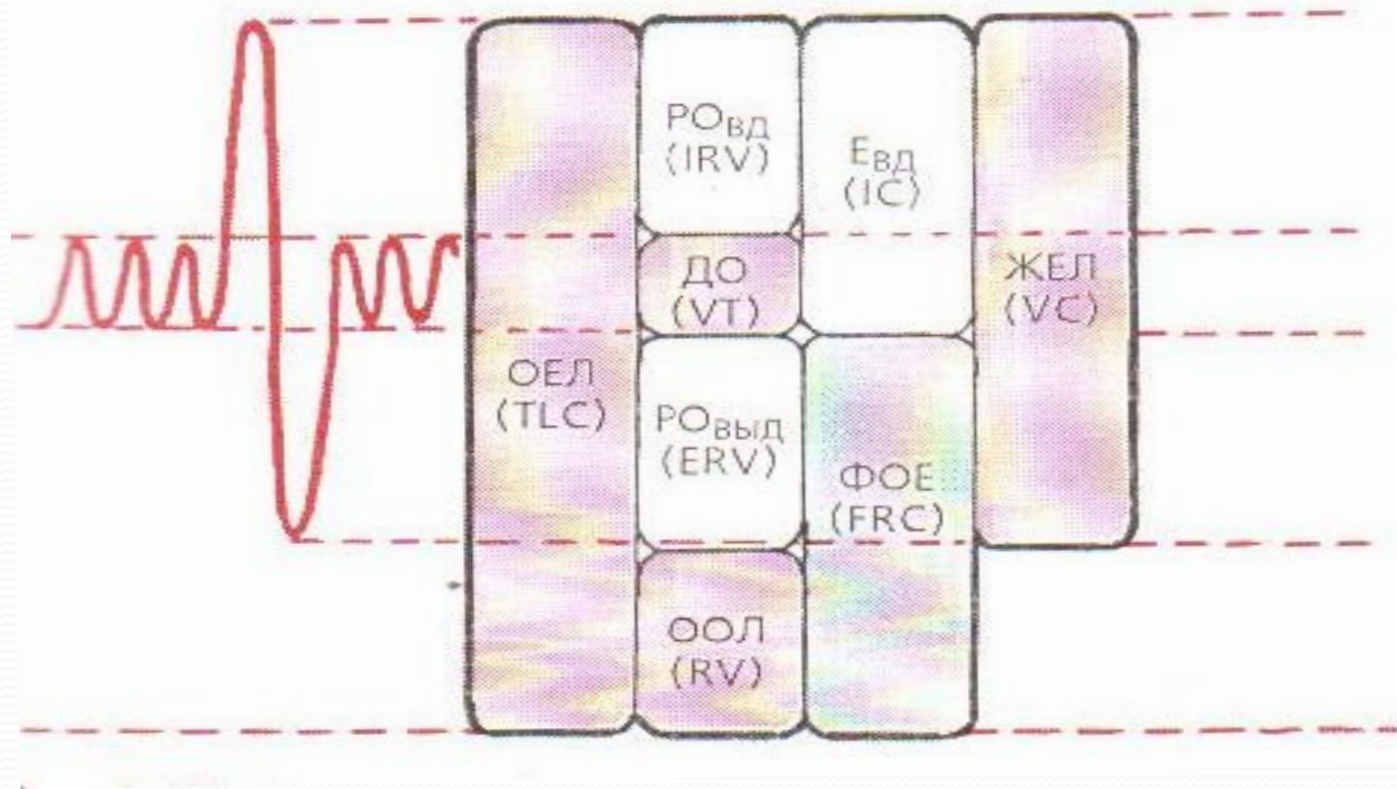 РОВД
(IRV)
ЕВД
(IC)
ДО
(VT)
ЖЕЛ
(VC)
ОЕЛ
(TLC)
РОВЫД
(ERV)
ФОЕ
(FRC)
ООЛ
(RV)